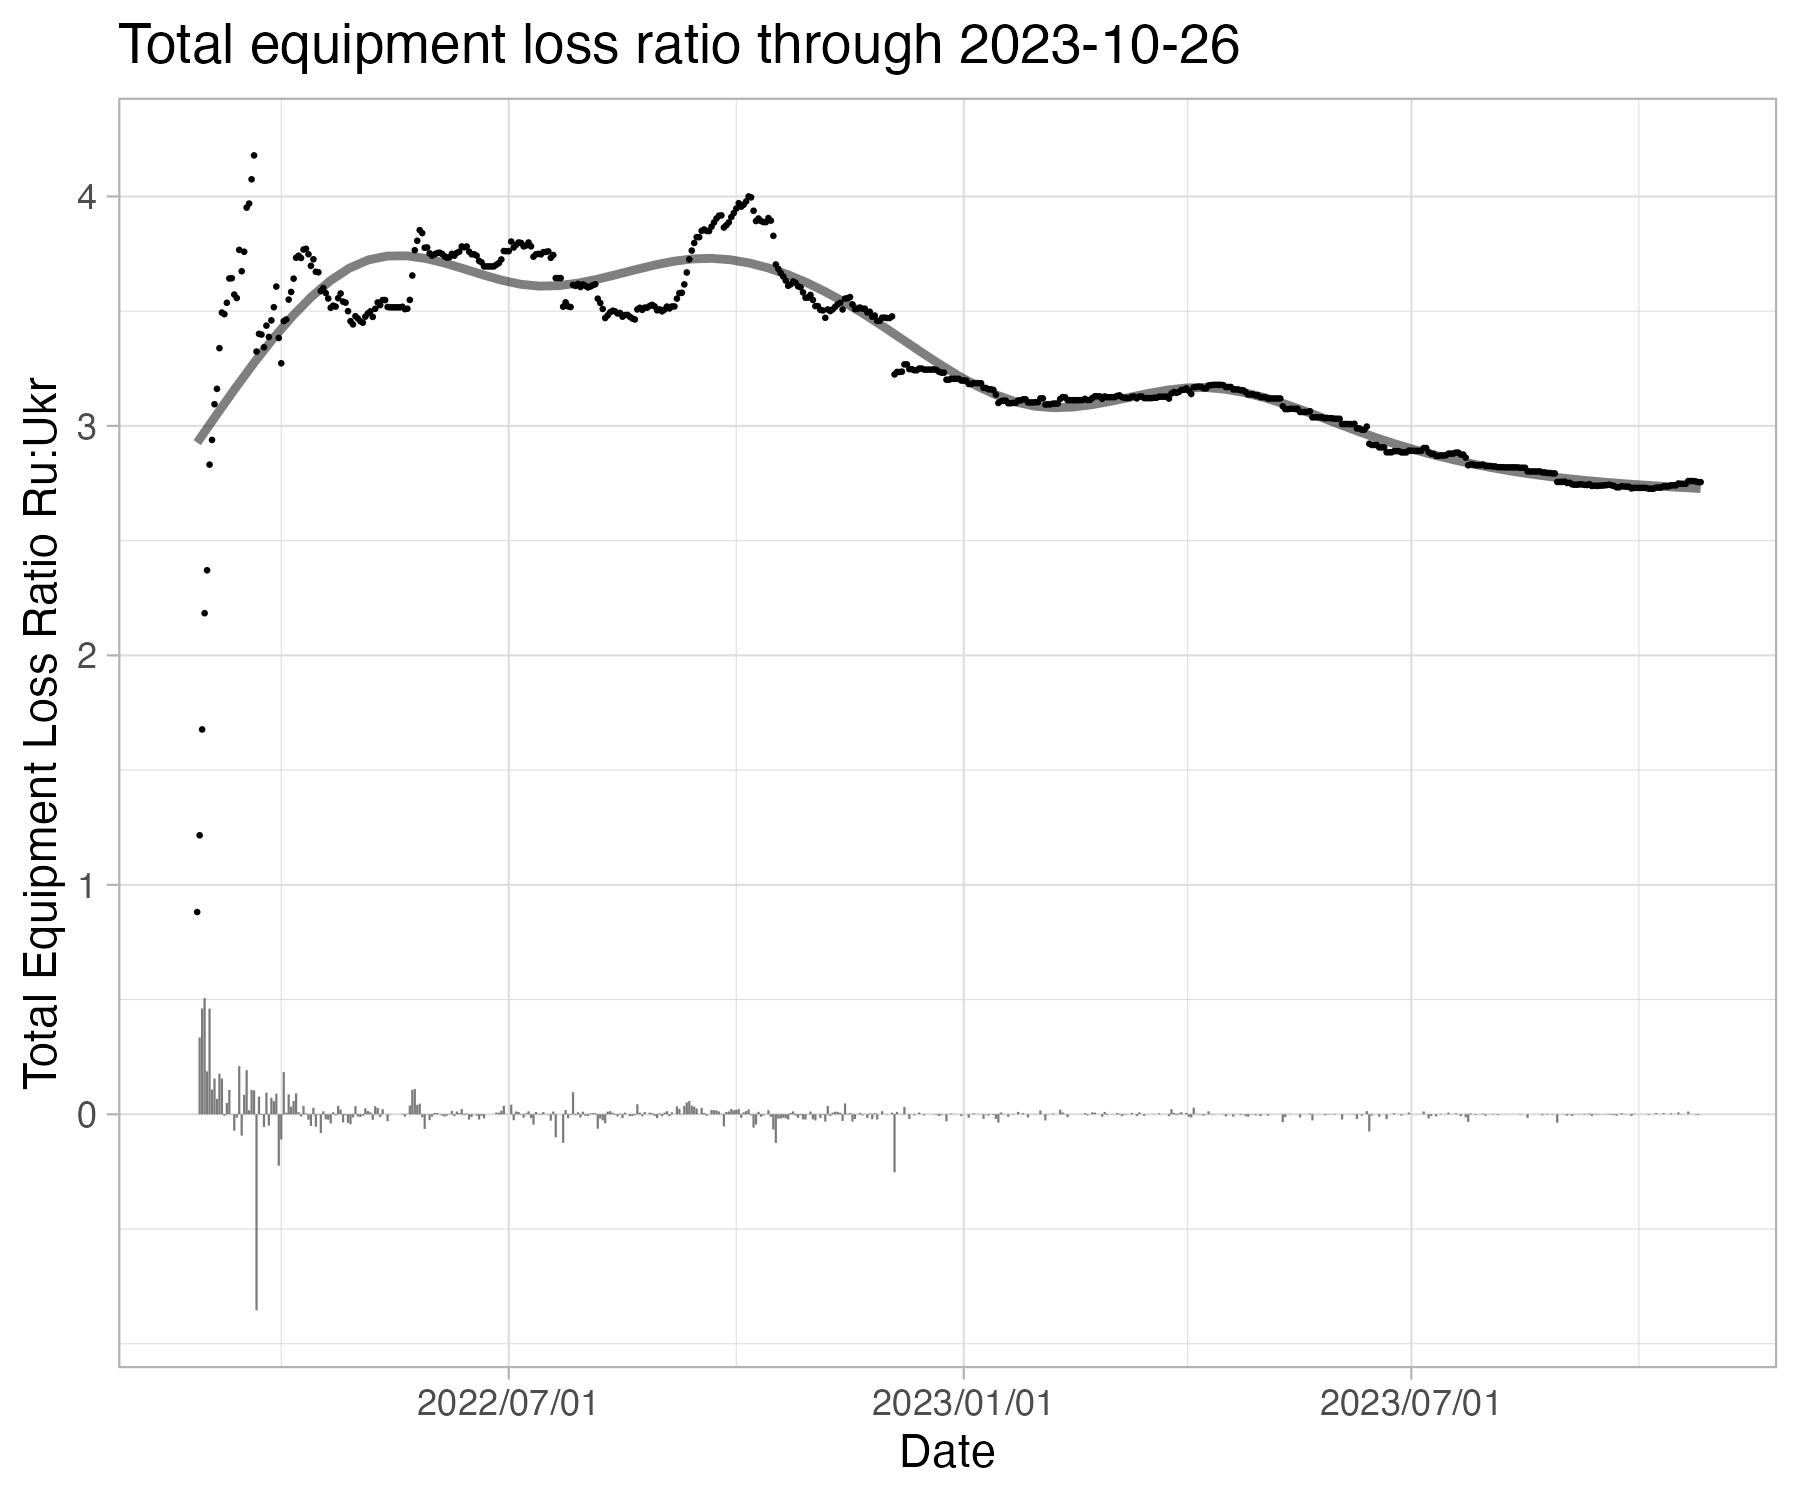 Total equipment loss ratio through 2023-10-26
Total Equipment Loss Ratio Ru:Ukr
4
3
2
1
0
2022/07/01
2023/01/01
2023/07/01
Date